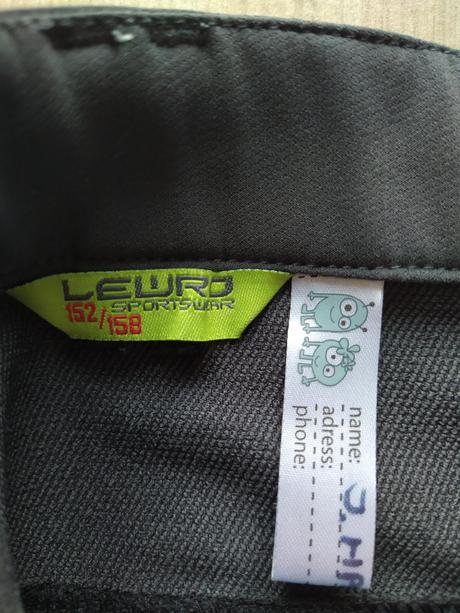 LEWRO
SPORTSWEAR
152/158
name:
adress:
phone: